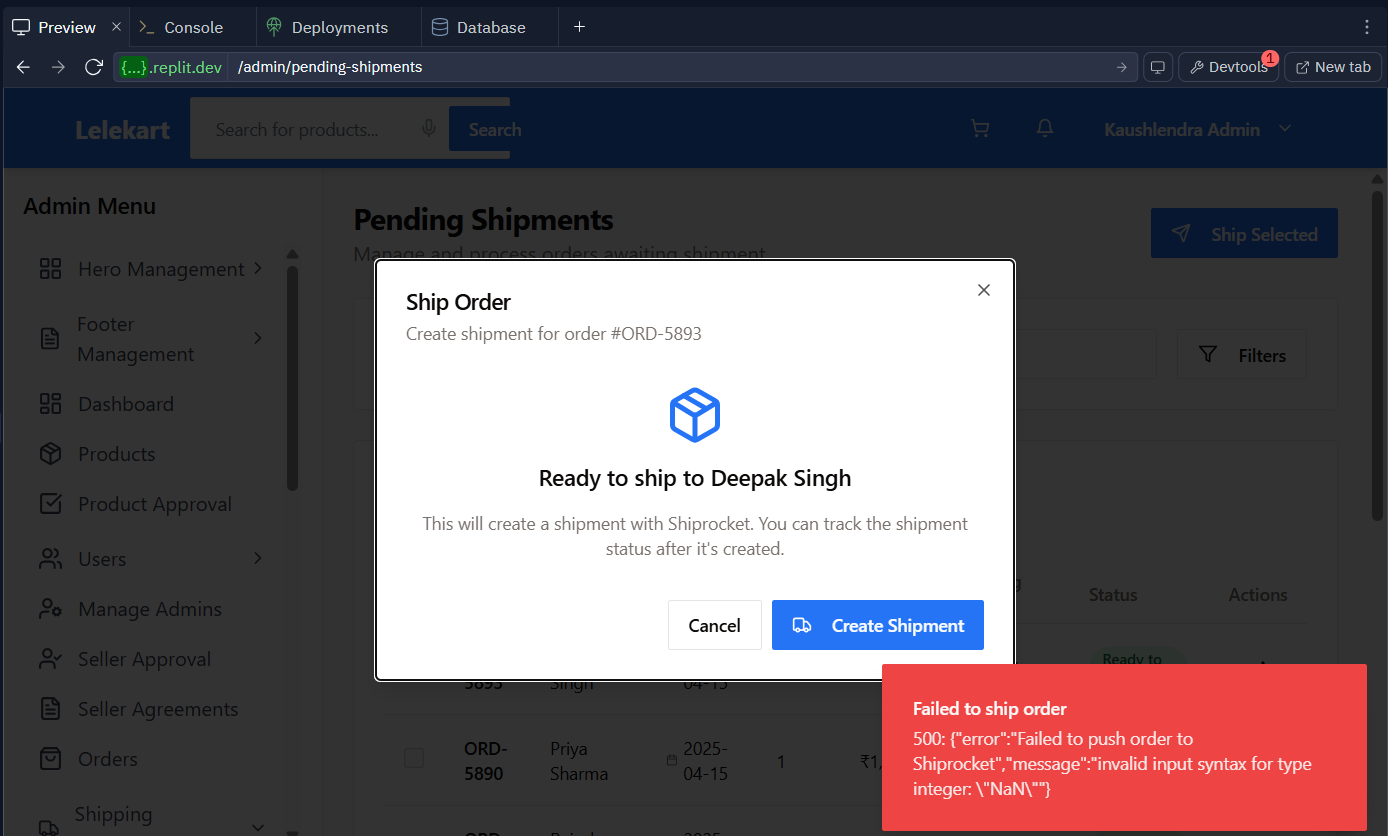 Preview
Console
Deployments
Database
{...}.replit.dev
/admin/pending-shipments
Devtools
1
New tab
Lelekart
Search for products...
Search
Kaushlendra Admin
Admin Menu
Hero Management
Footer
Management
Dashboard
Products
Product Approval
Users
Manage Admins
Seller Approval
Seller Agreements
Orders
Shipping
Pending Shipments
Manage and process orders awaiting shipment
Ship Selected
Filters
Ship Order
Create shipment for order #ORD-5893
Ready to ship to Deepak Singh
This will create a shipment with Shiprocket. You can track the shipment
status after it's created.
Cancel
Create Shipment
Status
Actions
Ready to
5893
Singh
04-15
ORD-
5890
Priya
Sharma
2025-
04-15
1
₹1,
Failed to ship order
500: {"error":"Failed to push order to
Shiprocket","message":"invalid input syntax for type
integer: \"NaN\""}